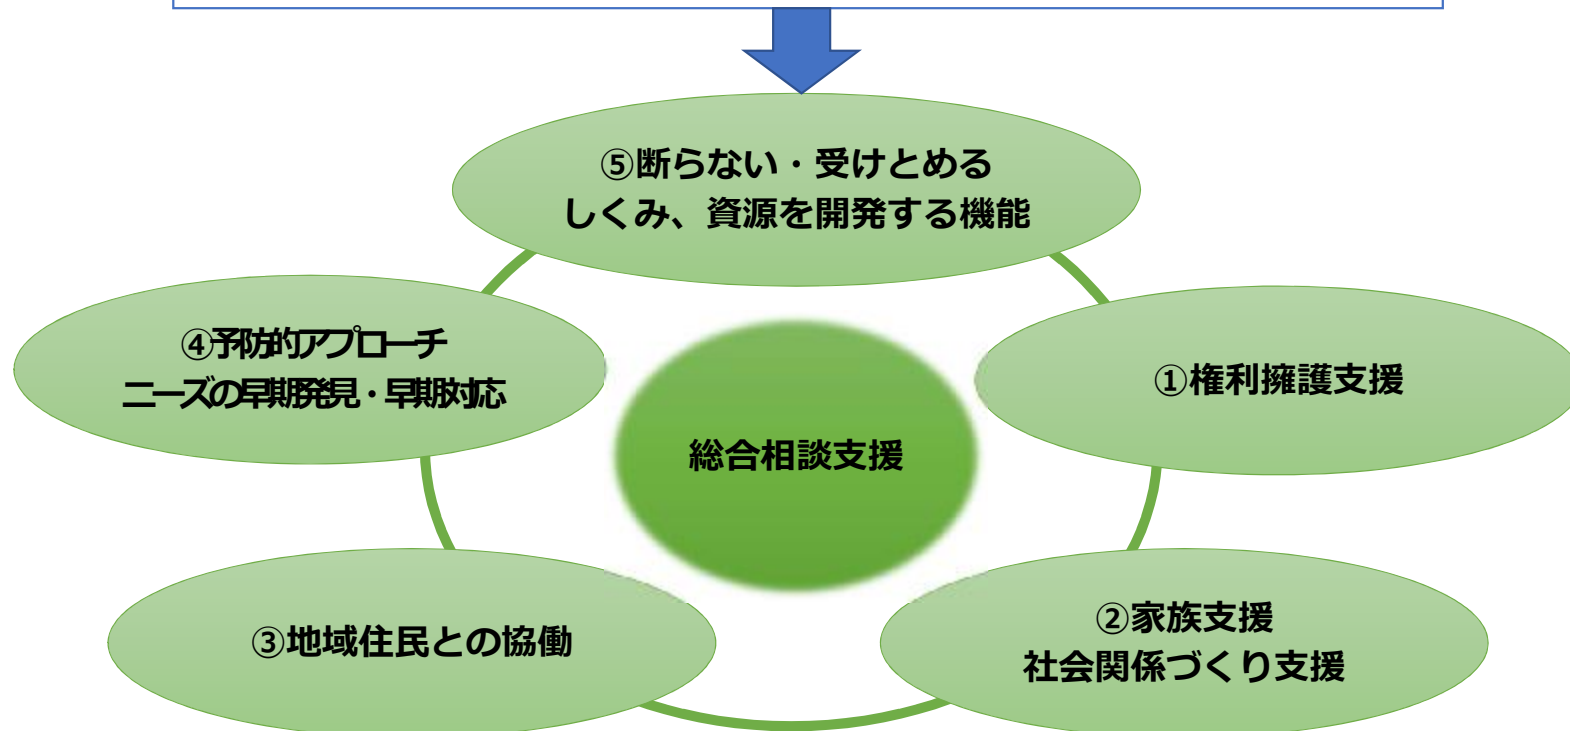 ⑤断らない・受けとめる
しくみ、資源を開発する機能
④予防的アプローチ
ニーズの早期発見・早期対応
①権利擁護支援
総合相談支援
③地域住民との協働
②家族支援
社会関係づくり支援